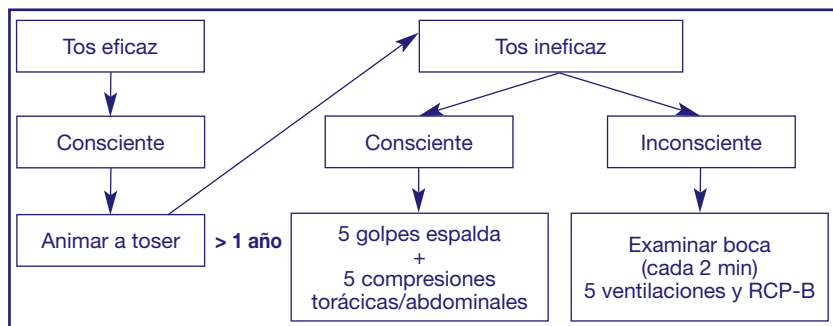 Tos eficaz
Tos ineficaz
Consciente
Consciente
Inconsciente
Animar a toser
> 1 año
5 golpes espalda
+
5 compresiones
torácicas/abdominales
Examinar boca
(cada 2 min)
5 ventilaciones y RCP-B